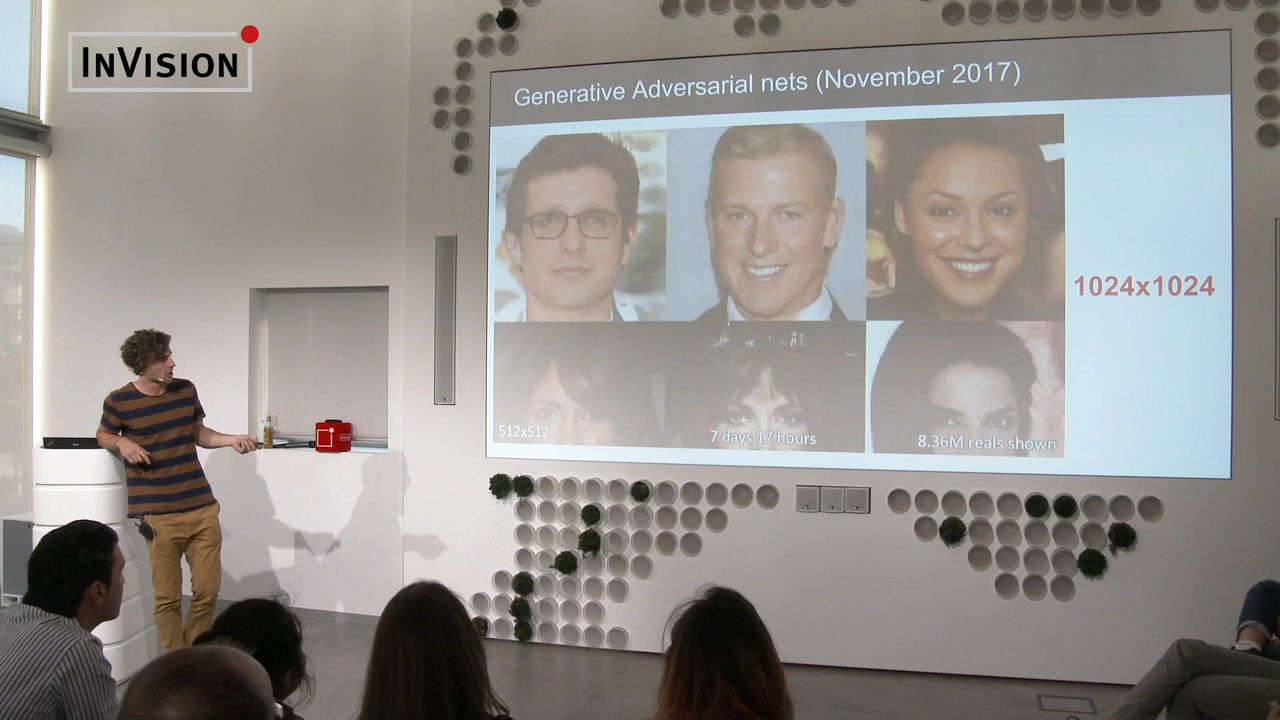 INVISION
Generative Adversarial nets (November 2017)
1024x1024
512x512
7 days 17 hours
8.36M reals shown